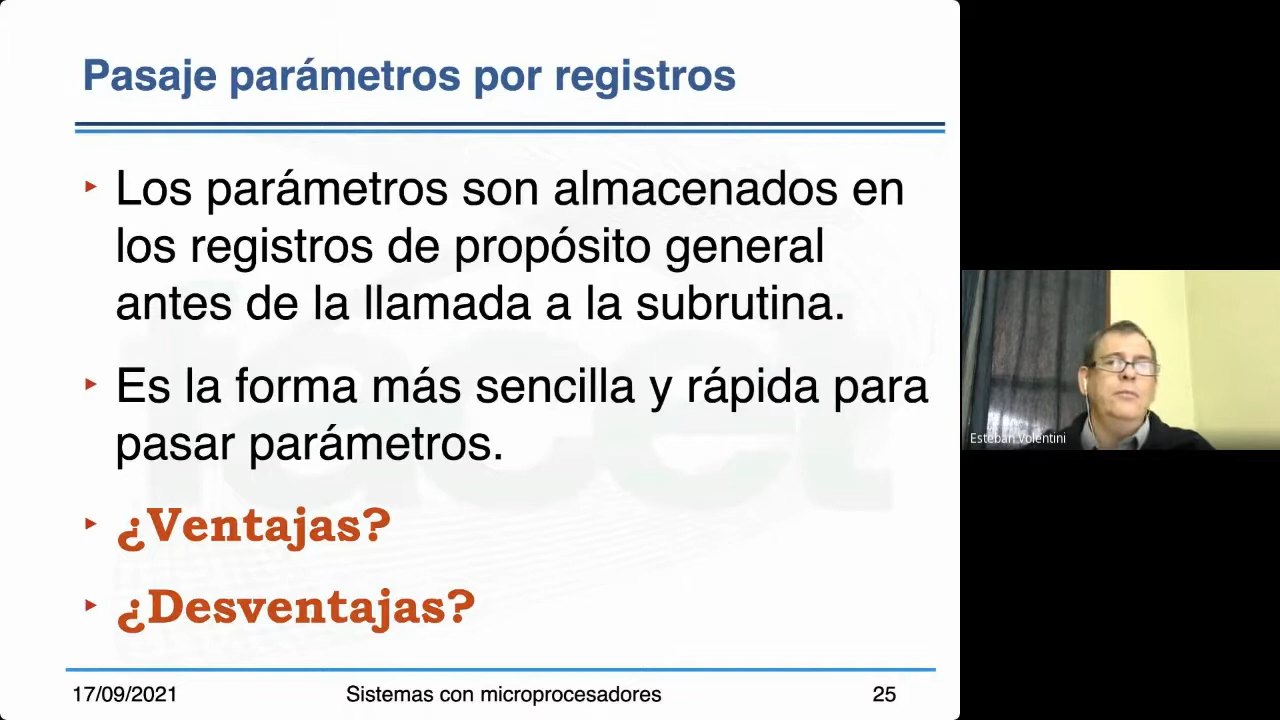 Pasaje parámetros por registros
Los parámetros son almacenados en
los registros de propósito general
antes de la llamada a la subrutina.
Es la forma más sencilla y rápida para
pasar parámetros.
¿Ventajas?
¿Desventajas?
17/09/2021 Sistemas con microprocesadores 25
Esteban Volentini